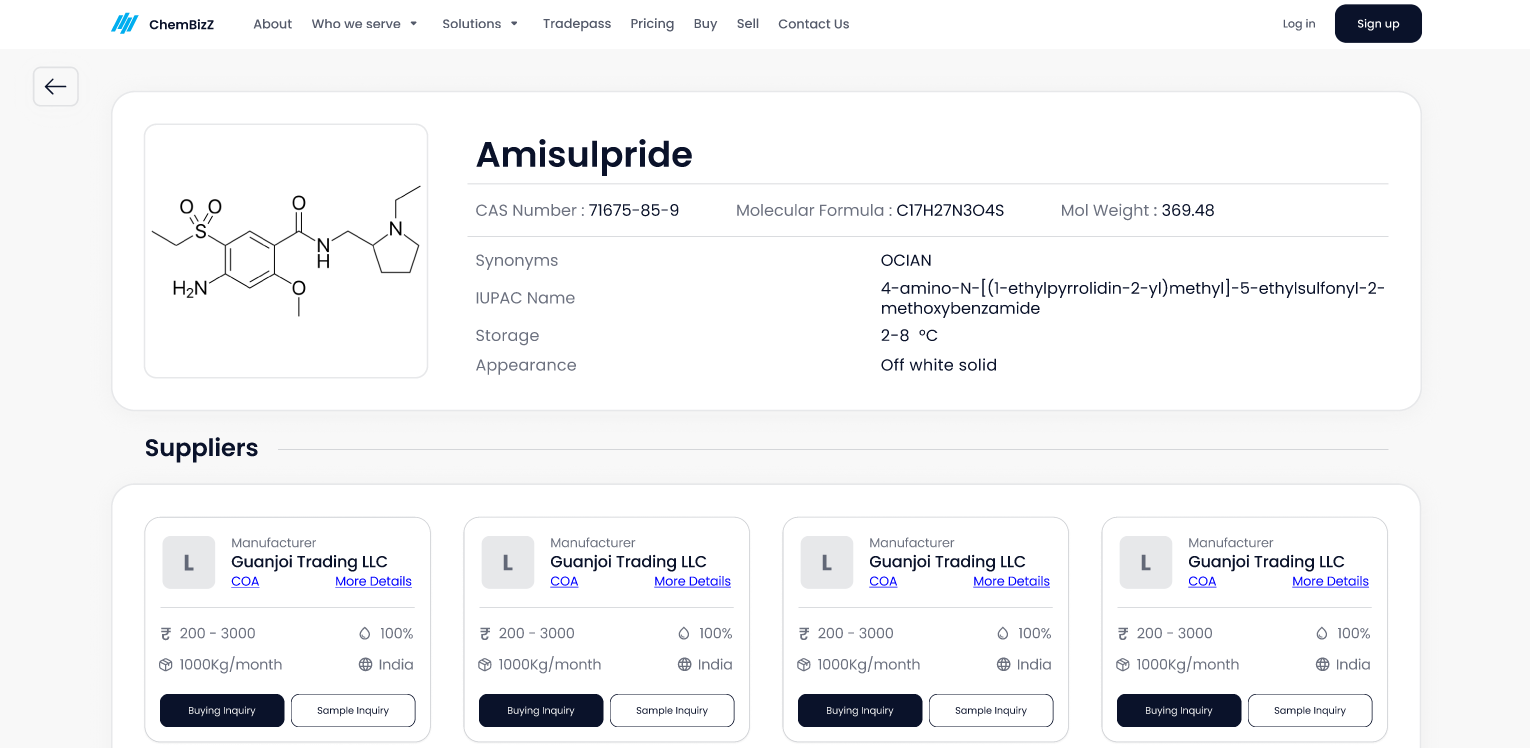 ChemBizZ About Who we serve Solutions Tradepass Pricing Buy Sell Contact Us Log in Sign up
Amisulpride
CAS Number : 71675-85-9 Molecular Formula : C17H27N3O4S Mol Weight : 369.48
Synonyms OCIAN
IUPAC Name 4-amino-N-[(1-ethylpyrrolidin-2-yl)methyl]-5-ethylsulfonyl-2-
methoxybenzamide
Storage 2-8 °C
Appearance Off white solid
O O O
S N
N
H
H2N O
Suppliers
L Manufacturer
Guanjoi Trading LLC
COA More Details
₹ 200 - 3000 100%
1000Kg/month India
Buying Inquiry Sample Inquiry
L Manufacturer
Guanjoi Trading LLC
COA More Details
₹ 200 - 3000 100%
1000Kg/month India
Buying Inquiry Sample Inquiry
L Manufacturer
Guanjoi Trading LLC
COA More Details
₹ 200 - 3000 100%
1000Kg/month India
Buying Inquiry Sample Inquiry
L Manufacturer
Guanjoi Trading LLC
COA More Details
₹ 200 - 3000 100%
1000Kg/month India
Buying Inquiry Sample Inquiry